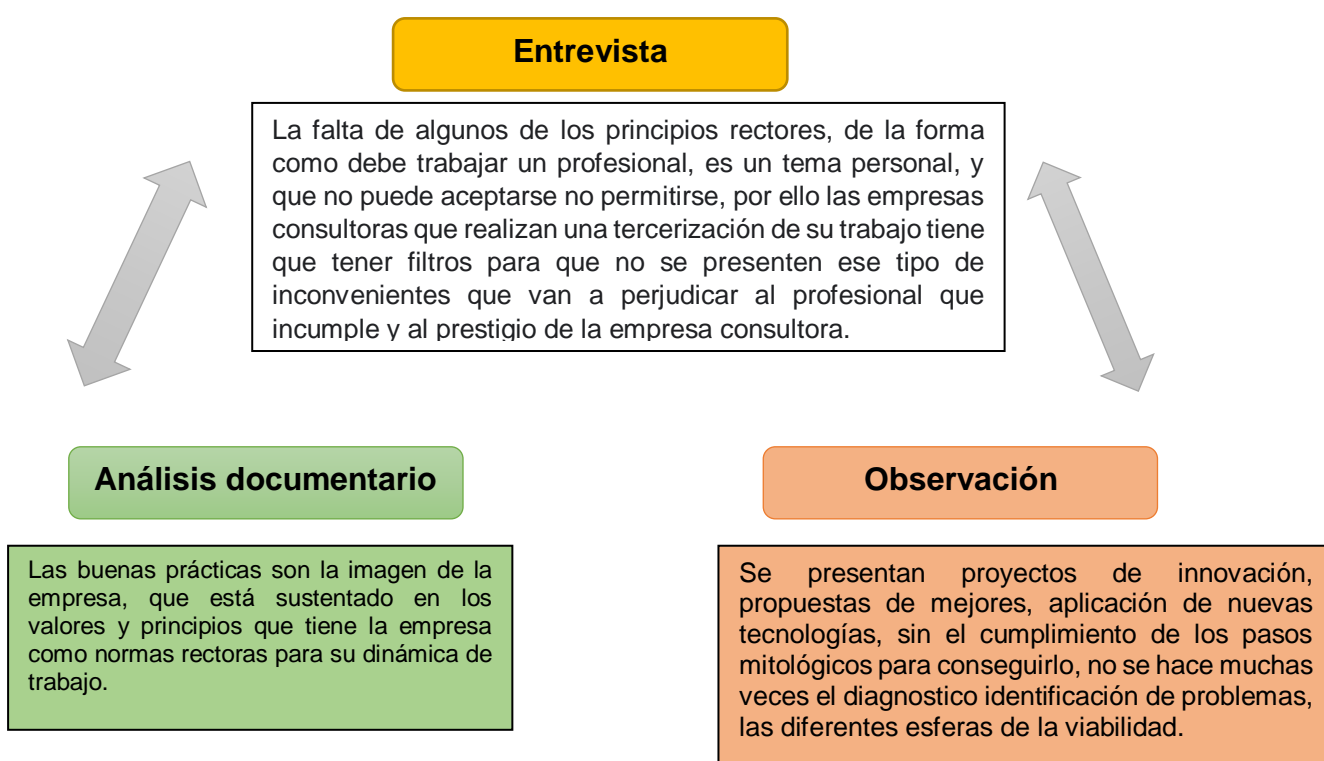 Entrevista
La falta de algunos de los principios rectores, de la forma
como debe trabajar un profesional, es un tema personal, y
que no puede aceptarse no permitirse, por ello las empresas
consultoras que realizan una tercerización de su trabajo tiene
que tener filtros para que no se presenten ese tipo de
inconvenientes que van a perjudicar al profesional que
incumple y al prestigio de la empresa consultora.
Análisis documentario
Las buenas prácticas son la imagen de la
empresa, que está sustentado en los
valores y principios que tiene la empresa
como normas rectoras para su dinámica de
trabajo.
Observación
Se presentan proyectos de innovación,
propuestas de mejores, aplicación de nuevas
tecnologías, sin el cumplimiento de los pasos
mitológicos para conseguirlo, no se hace muchas
veces el diagnostico identificación de problemas,
las diferentes esferas de la viabilidad.